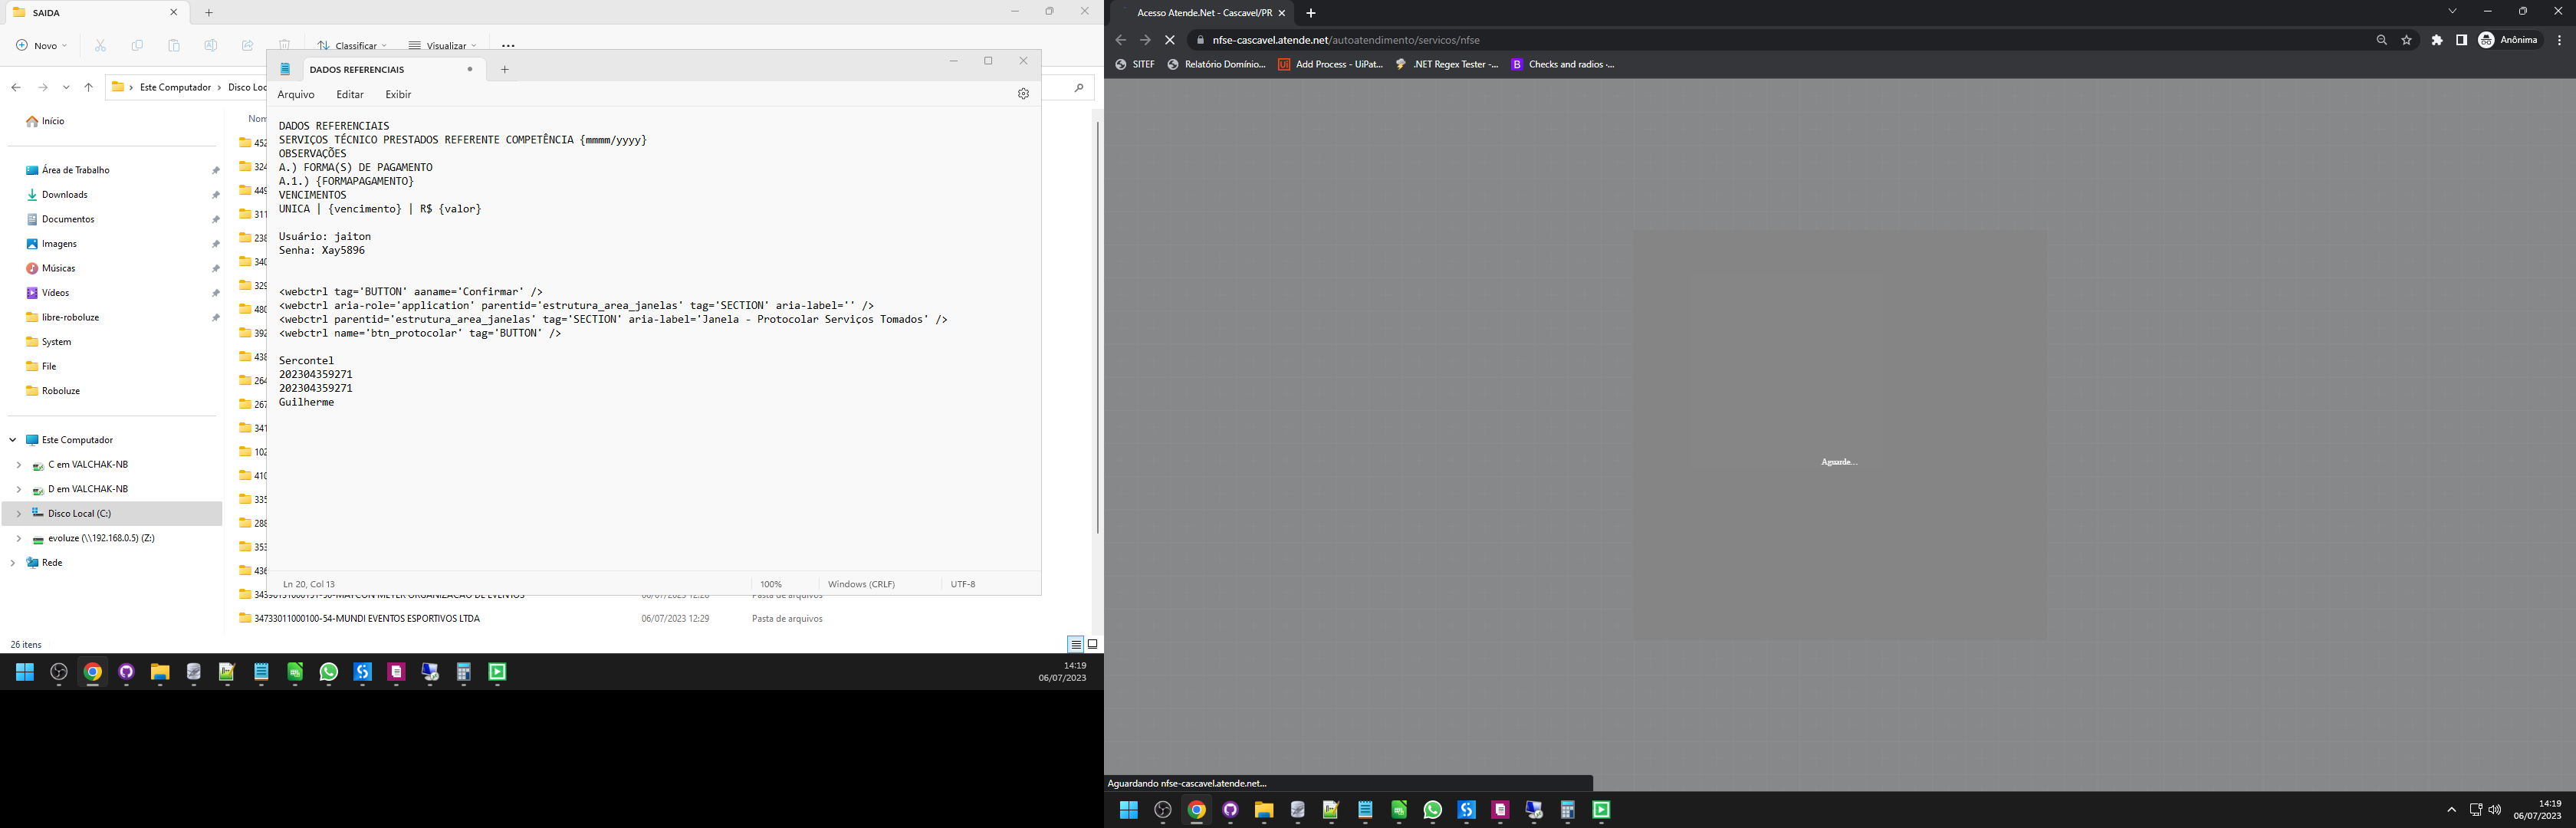 SAIDA
Novo
Classificar
Visualizar
Este Computador
Disco Loc
Início
Área de Trabalho
Downloads
Documentos
Imagens
Músicas
Vídeos
libre-roboluze
System
File
Roboluze
Este Computador
C em VALCHAK-NB
D em VALCHAK-NB
Disco Local (C:)
evoluze (\\192.168.0.5) (Z:)
Rede
Nom
452
324
449
311
238
340
329
480
392
438
264
267
341
102
410
335
288
353
436
34733011000100-54-MUNDI EVENTOS ESPORTIVOS LTDA
06/07/2023 12:29
Pasta de arquivos
26 itens
DADOS REFERENCIAIS
Arquivo
Editar
Exibir
DADOS REFERENCIAIS
SERVIÇOS TÉCNICO PRESTADOS REFERENTE COMPETÊNCIA {mmmm/yyyy}
OBSERVAÇÕES
A.) FORMA(S) DE PAGAMENTO
A.1.) {FORMAPAGAMENTO}
VENCIMENTOS
UNICA | {vencimento} | R$ {valor}
Usuário: jaiton
Senha: Xay5896
<webctrl tag='BUTTON' aaname='Confirmar' />
<webctrl aria-role='application' parentid='estrutura_area_janelas' tag='SECTION' aria-label='' />
<webctrl parentid='estrutura_area_janelas' tag='SECTION' aria-label='Janela - Protocolar Serviços Tomados' />
<webctrl name='btn_protocolar' tag='BUTTON' />
Sercontel
202304359271
202304359271
Guilherme
Ln 20, Col 13
100%
Windows (CRLF)
UTF-8
14:19
06/07/2023
Acesso Atende.Net - Cascavel/PR
nfse-cascavel.atende.net/autoatendimento/servicos/nfse
Anônima
SITEF
Relatório Domínio...
Add Process - UiPat...
.NET Regex Tester -...
Checks and radios ·...
Aguarde...
Aguardando nfse-cascavel.atende.net...
14:19
06/07/2023